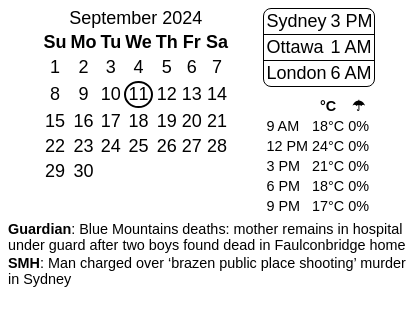 September 2024
Su Mo Tu We Th Fr Sa
1 2 3 4 5 6 7
8 9 10 11 12 13 14
15 16 17 18 19 20 21
22 23 24 25 26 27 28
29 30
Sydney 3 PM
Ottawa 1 AM
London 6 AM
°C ☂
9 AM 18°C 0%
12 PM 24°C 0%
3 PM 21°C 0%
6 PM 18°C 0%
9 PM 17°C 0%
Guardian: Blue Mountains deaths: mother remains in hospital
under guard after two boys found dead in Faulconbridge home
SMH: Man charged over ‘brazen public place shooting’ murder
in Sydney